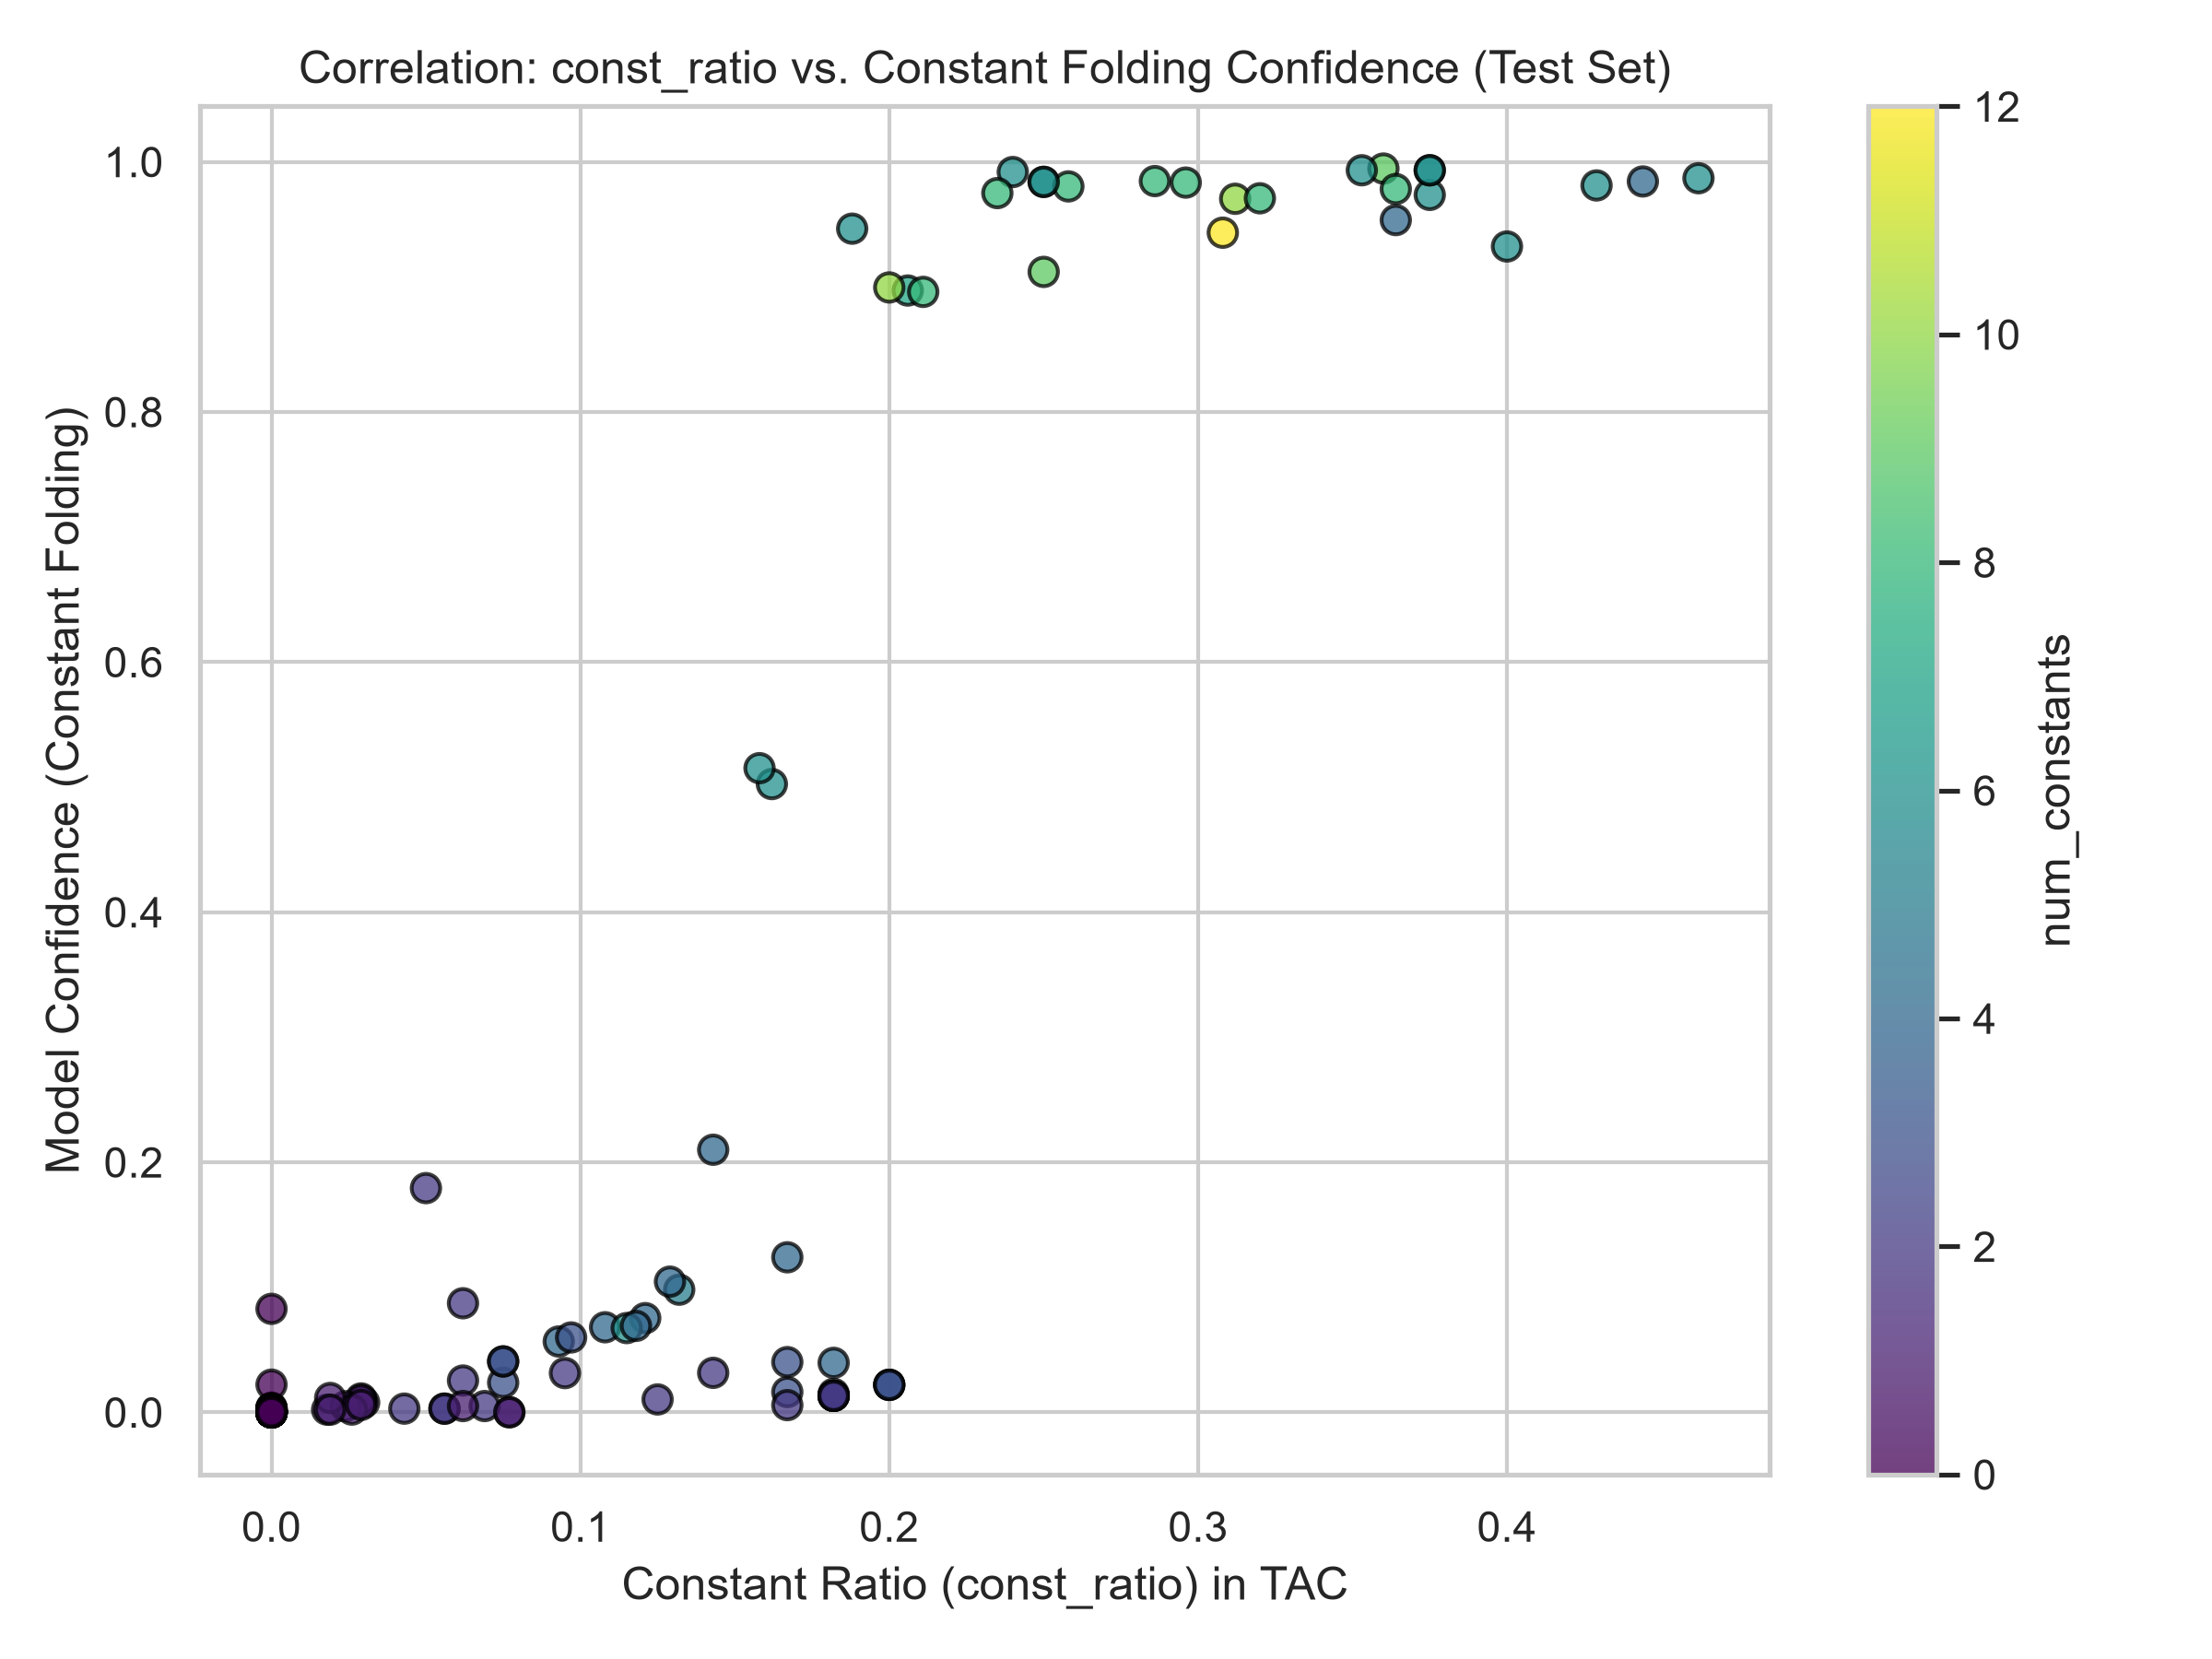 Correlation: const_ratio vs. Constant Folding Confidence (Test Set)
Model Confidence (Constant Folding)
1.0
0.8
0.6
0.4
0.2
0.0
0.0 0.1 0.2 0.3 0.4
Constant Ratio (const_ratio) in TAC
12
10
8
6
4
2
0
num_constants